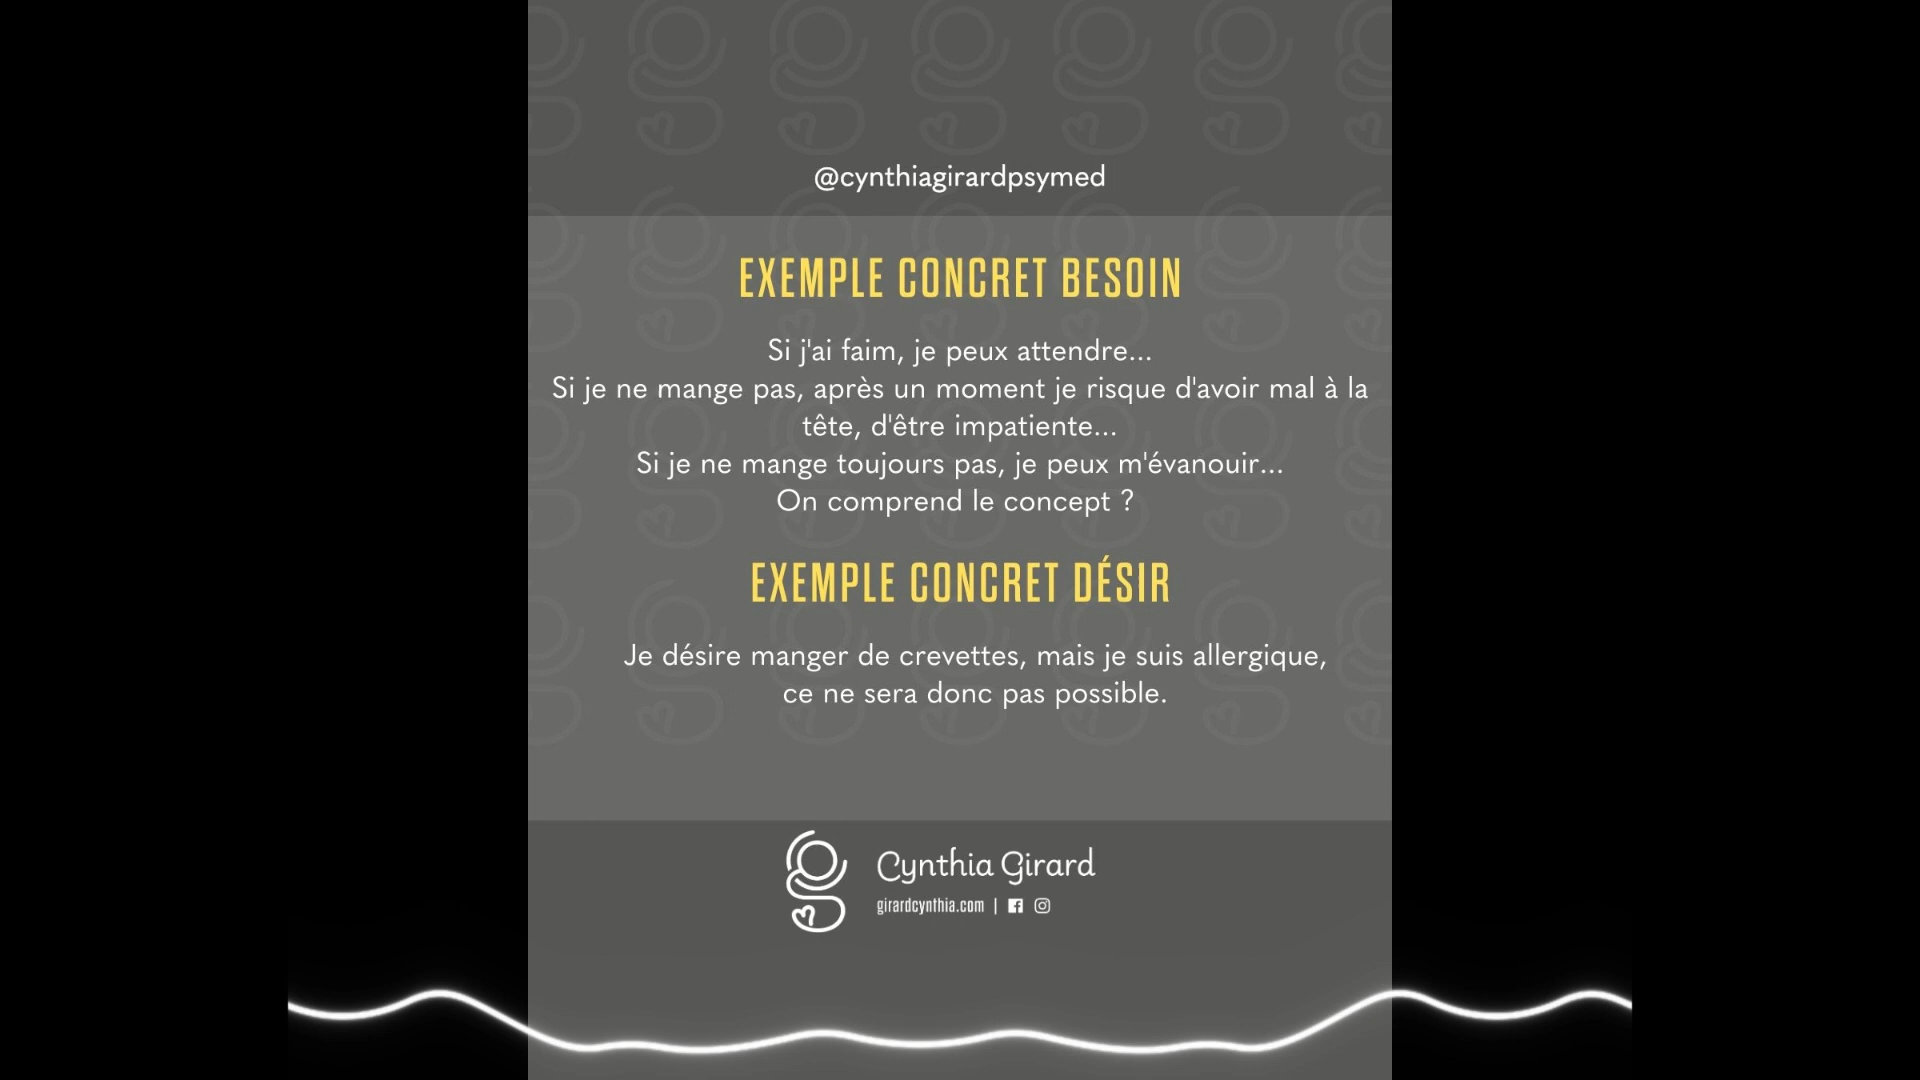 @cynthiagirardpsymed
EXEMPLE CONCRET BESOIN
Si j'ai faim, je peux attendre...
Si je ne mange pas, après un moment je risque d'avoir mal à la
tête, d'être impatiente...
Si je ne mange toujours pas, je peux m'évanouir...
On comprend le concept ?
EXEMPLE CONCRET DÉSIR
Je désire manger de crevettes, mais je suis allergique,
ce ne sera donc pas possible.
Cynthia Girard
girardcynthia.com |